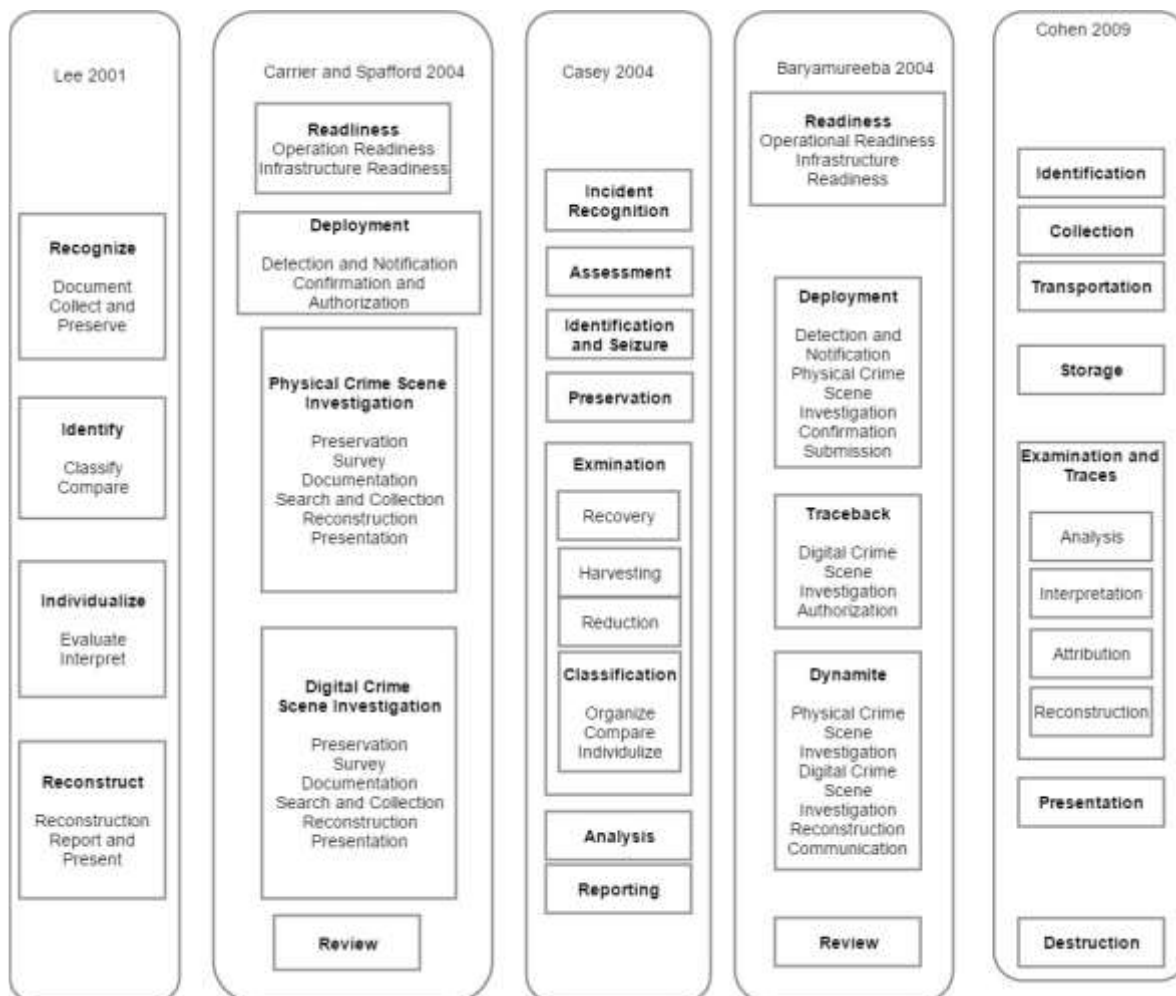 Lee 2001
Recognize
Document
Collect and
Preserve
Identify
Classify
Compare
Individualize
Evaluate
Interpret
Reconstruct
Reconstruction
Report and
Present
Carrier and Spafford 2004
Readliness
Operation Readiness
Infrastructure Readiness
Deployment
Detection and Notification
Confirmation and
Authorization
Physical Crime Scene
Investigation
Preservation
Survey
Documentation
Search and Collection
Reconstruction
Presentation
Digital Crime
Scene Investigation
Preservation
Survey
Documentation
Search and Collection
Reconstruction
Presentation
Review
Casey 2004
Incident
Recognition
Assessment
Identification
and Seizure
Preservation
Exmination
Recovery
Harvesting
Reduction
Classification
Organize
Compare
Individulize
Analysis
Reporting
Baryamureeba 2004
Readiness
Operational Readiness
Infrastructure
Readiness
Deployment
Detection and
Notification
Physical Crime
Scene
Investigation
Confirmation
Submission
Traceback
Digital Crime
Scene
Investigation
Authorization
Dynamite
Physical Crime
Scene
Investigation
Digital Crime
Scene
Investigation
Reconstruction
Communication
Review
Cohen 2009
Identification
Collection
Transportation
Storage
Examination and
Traces
Analysis
Interpretation
Attribution
Reconstruction
Presentation
Destruction